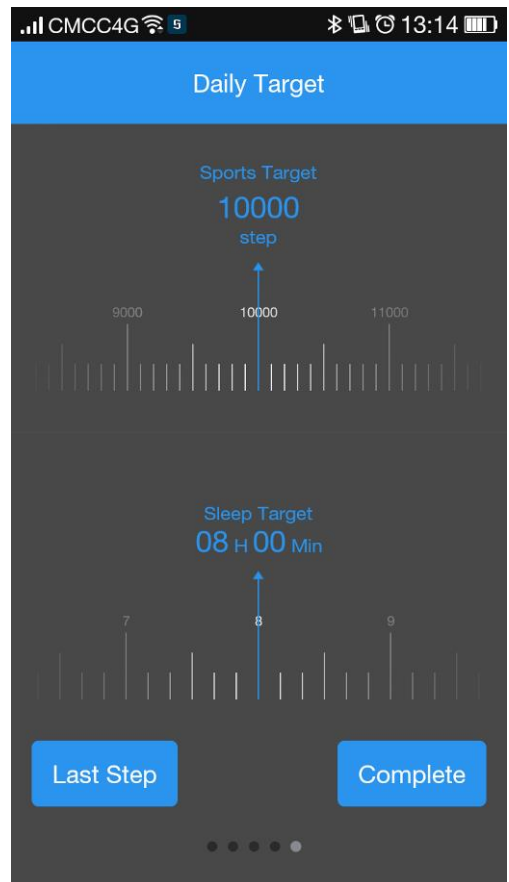 CMCC4G 5 13:14
Daily Target
Sports Target
10000
step
9000 10000 11000
Sleep Target
08 H 00 Min
7 8 9
Last Step Complete